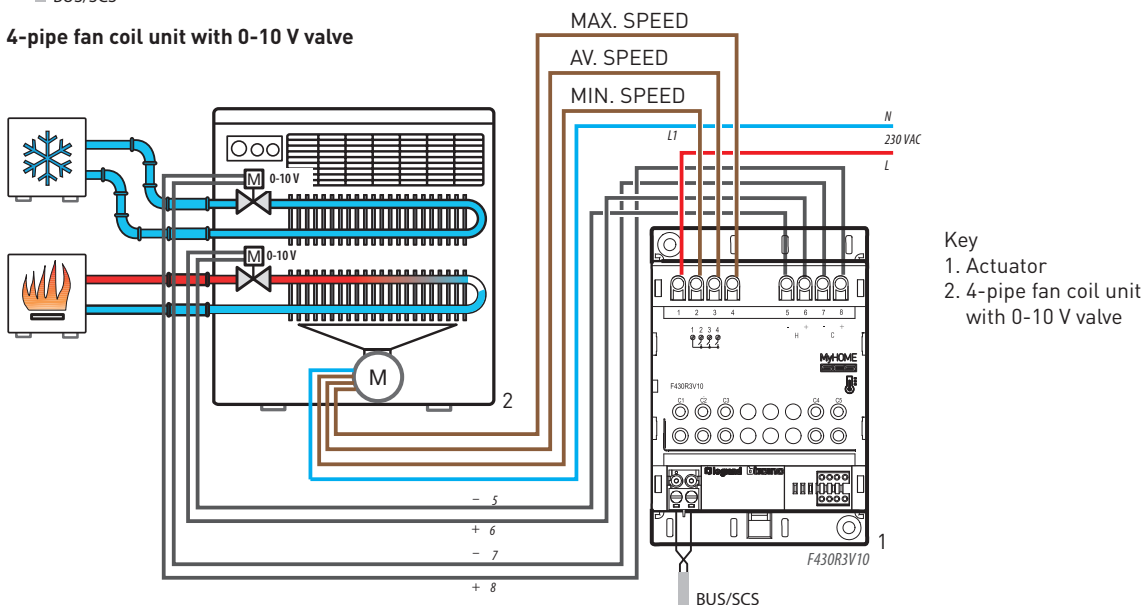 BUS/SCS
4-pipe fan coil unit with 0-10 V valve
MAX. SPEED
AV. SPEED
MIN. SPEED
N
L1
230 VAC
L
M 0-10 V
M 0-10 V
M
2
Key
1. Actuator
2. 4-pipe fan coil unit
with 0-10 V valve
1 2 3 4 5 6 7 8
- + - +
H C
1 2 3 4
MyHOME
F430R3V10
C1 C2 C3 C4 C5
legrand bticino
- 5
+ 6
- 7
+ 8
1
F430R3V10
BUS/SCS